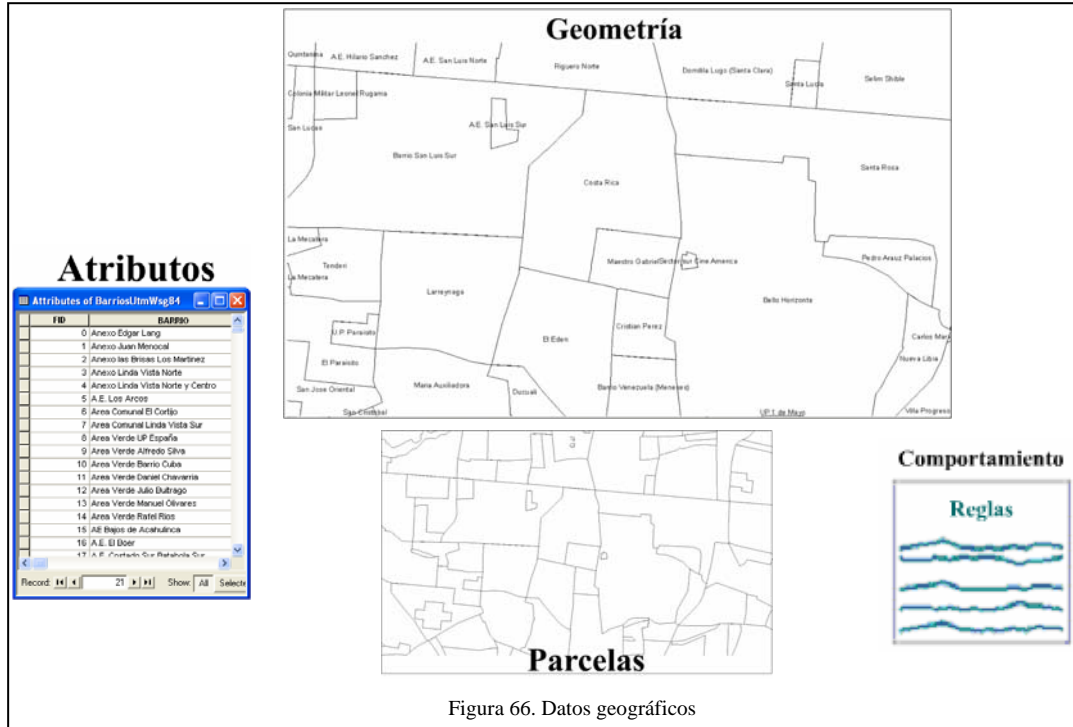 Geometría
Quintanina
A.E. Hilario Sanchez
A.E. San Luis Norte
Riguero Norte
Domitila Lugo (Santa Clara)
Santa Lucia
Selim Shible
Colonia Militar Leonel Rugama
San Lucas
A.E. San Luis Sur
Barrio San Luis Sur
Costa Rica
Santa Rosa
La Mecatera
Tenderi
La Mecatera
Larreynaga
Maestro Gabriel
Sector sur Cine America
Pedro Arauz Palacios
Bello Horizonte
U.P. Paraisito
El Eden
Cristian Perez
Carlos Marx
Nueva Libia
El Paraisito
San Jose Oriental
Maria Auxiliadora
Ducuali
Barrio Venezuela (Meneses)
San Cristobal
UP 1 de Mayo
Villa Progreso
Atributos
Attributes of BarriosUtmWsg84
FID BARRIO
0 Anexo Edgar Lang
1 Anexo Juan Menocal
2 Anexo las Brisas Los Martinez
3 Anexo Linda Vista Norte
4 Anexo Linda Vista Norte y Centro
5 A.E. Los Arcos
6 Area Comunal El Cortijo
7 Area Comunal Linda Vista Sur
8 Area Verde UP España
9 Area Verde Alfredo Silva
10 Area Verde Barrio Cuba
11 Area Verde Daniel Chavarria
12 Area Verde Julio Buitrago
13 Area Verde Manuel Olivares
14 Area Verde Rafel Rios
15 AE Bajos de Acahulinca
16 A.E. El Boer
17 A.E. Costado Sur Batahola Sur
Record: 21 Show: All Selecte
Comportamiento
Reglas
Parcelas
Figura 66. Datos geográficos